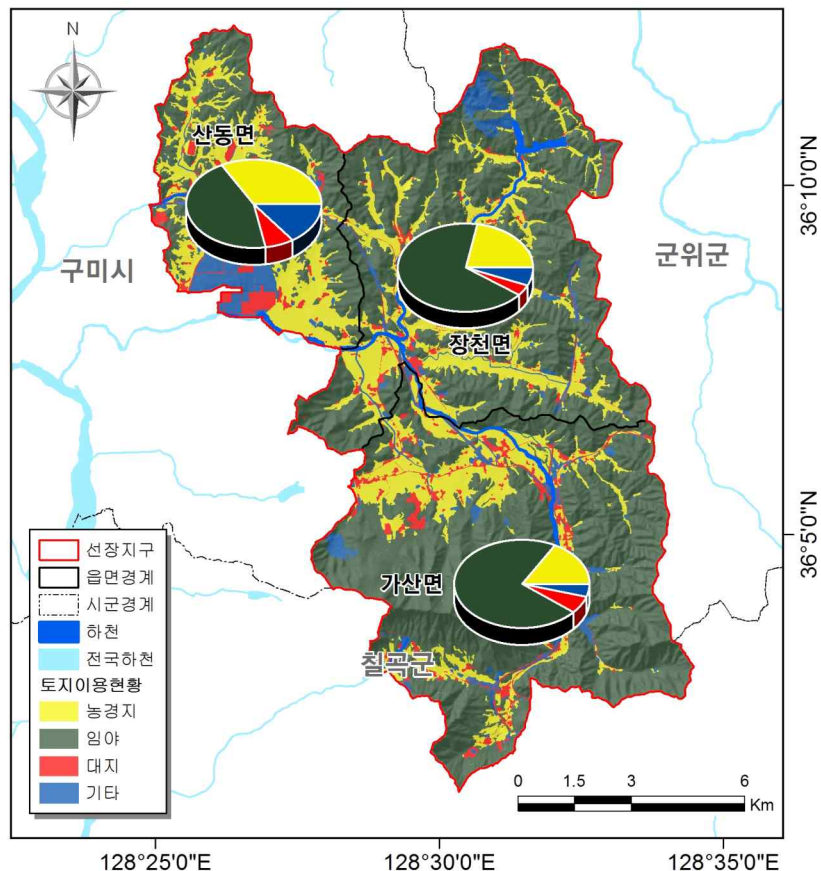 N
산동면
구미시
군위군
장천면
가산면
칠곡군
선장지구
읍면경계
시군경계
하천
전국하천
토지이용현황
농경지
임야
대지
기타
0 1.5 3 6
Km
36°10'0"N
36°5'0"N
128°25'0"E 128°30'0"E 128°35'0"E